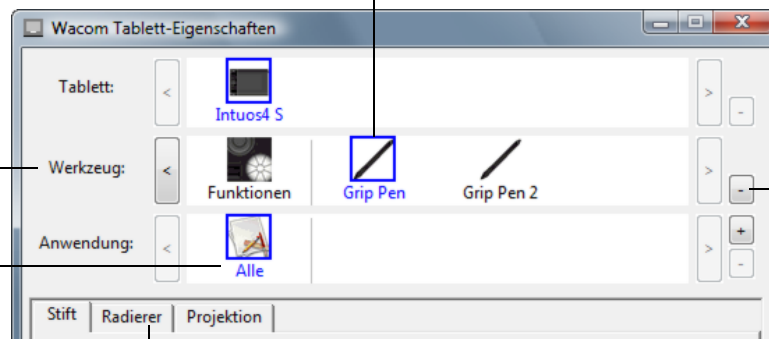 Wacom Tablett-Eigenschaften
Tablett:
Intuos4 S
Werkzeug:
Funktionen Grip Pen Grip Pen 2
Anwendung:
Alle
Stift Radierer Projektion